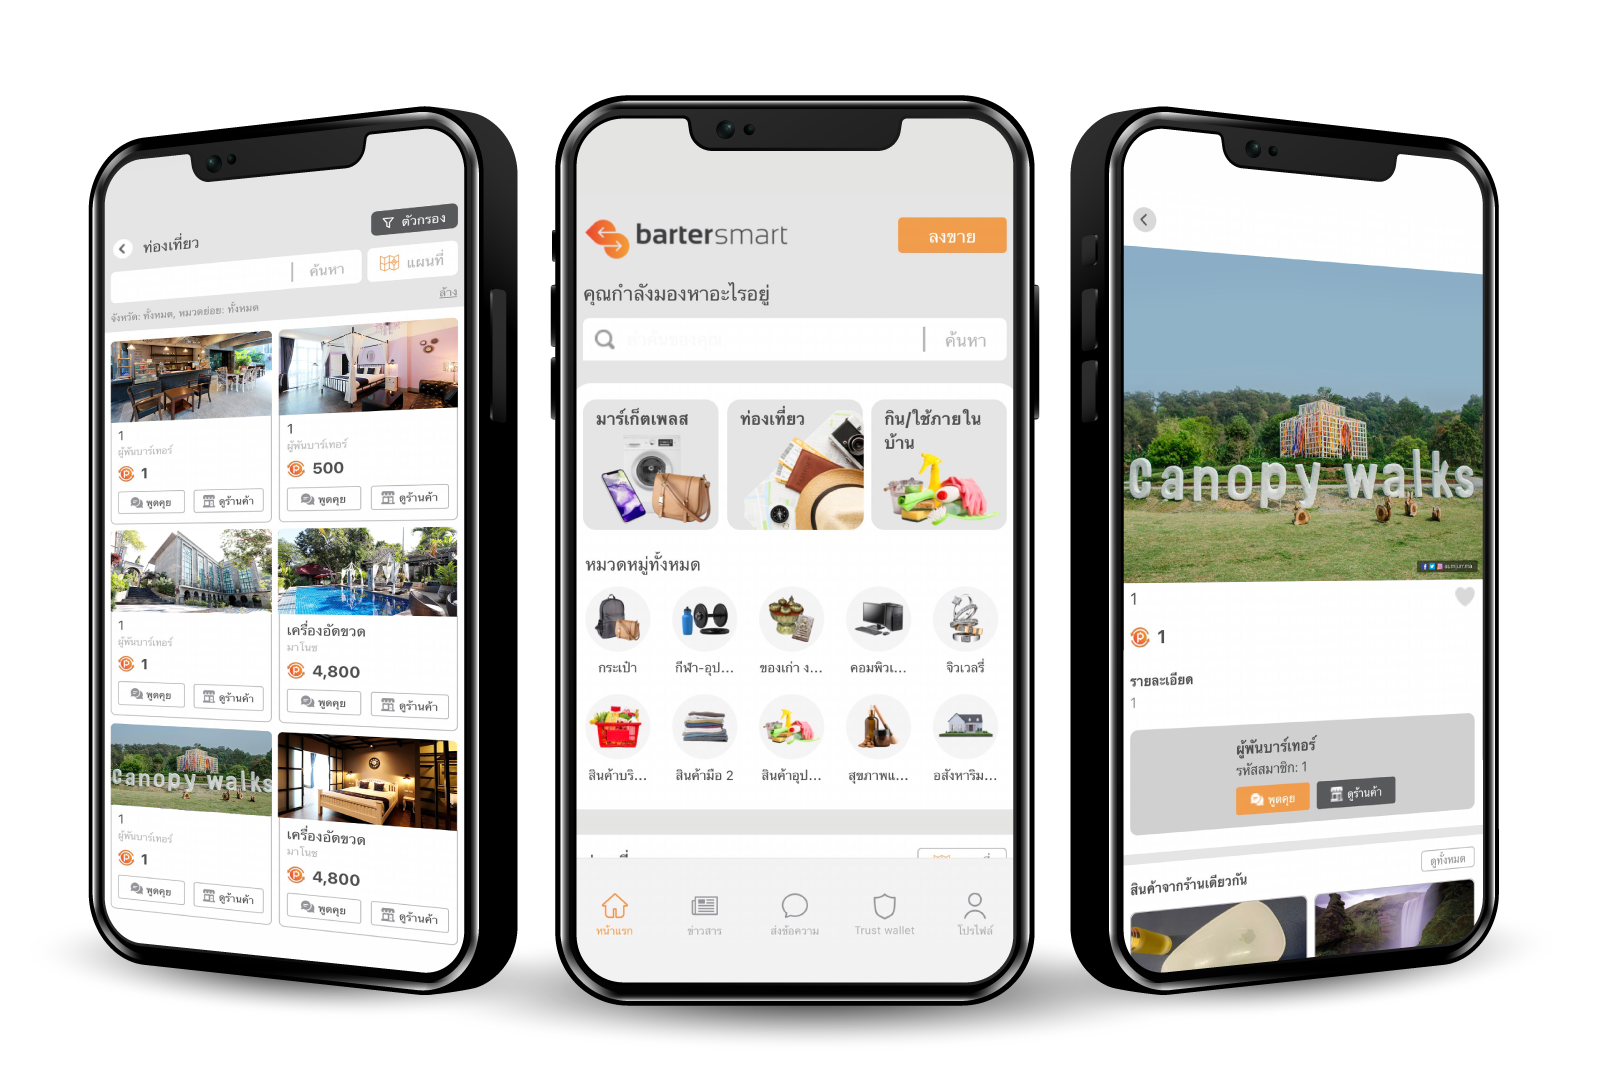 ตัวกรอง
ท่องเที่ยว
ค้นหา
แผนที่
ล้าง
จังหวัด: ทั้งหมด, หมวดย่อย: ทั้งหมด
1
ผู้พันบาร์เทอร์
1
พูดคุย
ดูร้านค้า
1
ผู้พันบาร์เทอร์
500
พูดคุย
ดูร้านค้า
1
ผู้พันบาร์เทอร์
1
พูดคุย
ดูร้านค้า
เครื่องอัดขวด
มาโนช
4,800
พูดคุย
ดูร้านค้า
Canopy walks
1
ผู้พันบาร์เทอร์
1
พูดคุย
ดูร้านค้า
เครื่องอัดขวด
มาโนช
4,800
พูดคุย
ดูร้านค้า
bartersmart
ลงขาย
คุณกำลังมองหาอะไรอยู่
ค้นหา
มาร์เก็ตเพลส
ท่องเที่ยว
กิน/ใช้ภายใน
บ้าน
หมวดหมู่ทั้งหมด
กระเป๋า
กีฬา-อุป...
ของเก่า ง...
คอมพิวเ...
จิวเวลรี่
สินค้าบริ...
สินค้ามือ 2
สินค้าอุป...
สุขภาพแ...
อสังหาริม...
หน้าแรก
ข่าวสาร
ส่งข้อความ
Trust wallet
โปรไฟล์
Canopy walks
1
1
รายละเอียด
1
ผู้พันบาร์เทอร์
รหัสสมาชิก: 1
พูดคุย
ดูร้านค้า
ดูทั้งหมด
สินค้าจากร้านเดียวกัน